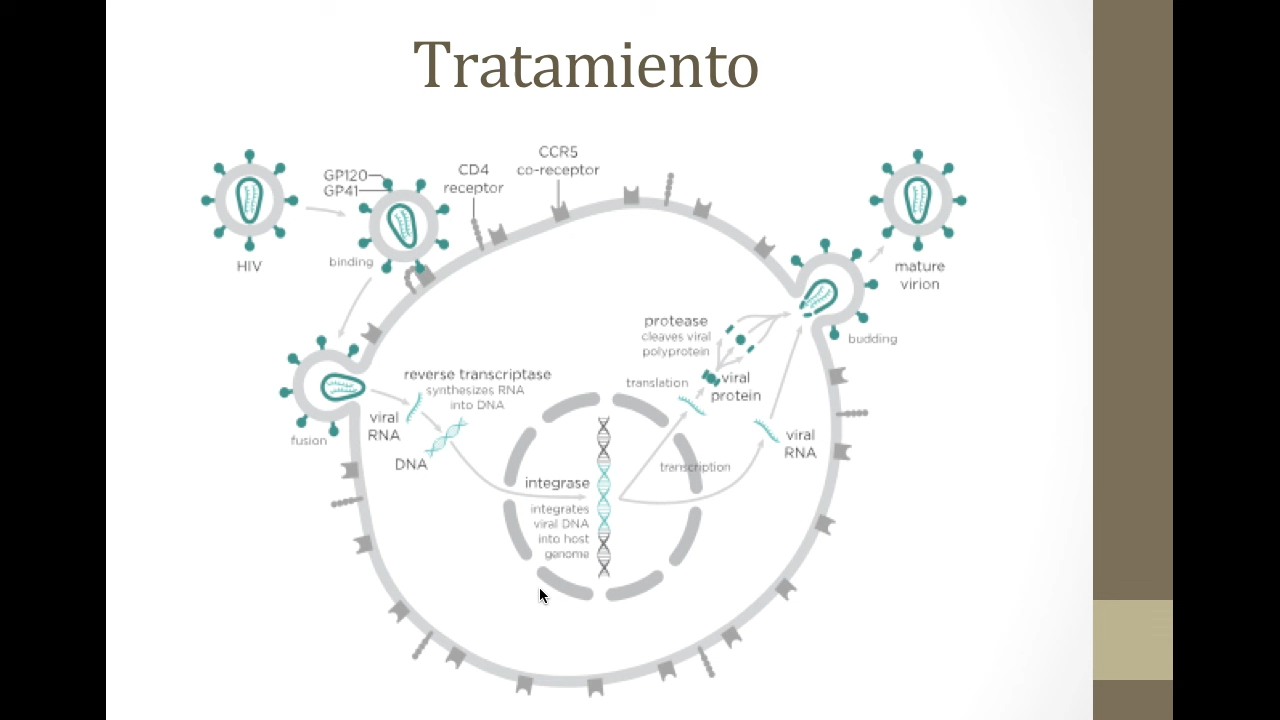 Tratamiento
HIV
GP120
GP41
binding
CD4
receptor
CCR5
co-receptor
mature
virion
budding
fusion
viral
RNA
reverse transcriptase
synthesizes RNA
into DNA
DNA
integrase
integrates
viral DNA
into host
genome
transcription
translation
viral
protein
protease
cleaves viral
polyprotein
viral
RNA